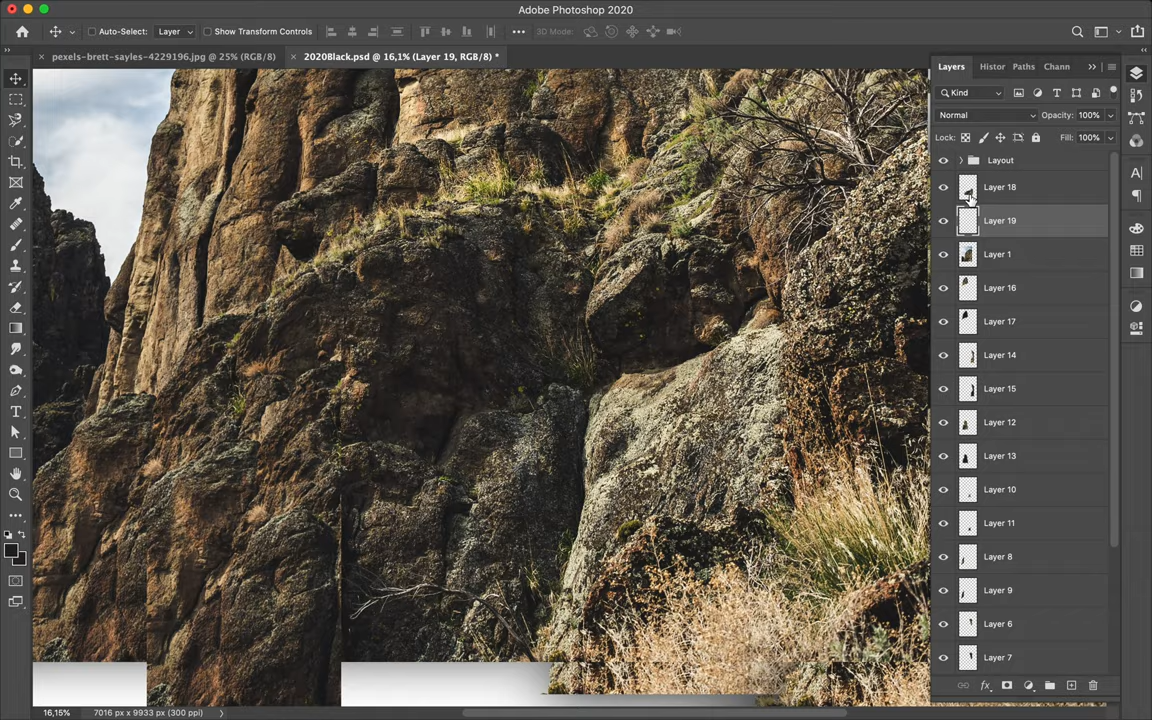 Adobe Photoshop 2020
Auto-Select: Layer Show Transform Controls 3D Mode:
pexels-brett-sayles-4229196.jpg @ 25% (RGB/8) 2020Black.psd @ 16,1% (Layer 19, RGB/8) *
Layers Histor Paths Chann
Kind
Normal Opacity: 100%
Lock: Fill: 100%
Layout
Layer 18
Layer 19
Layer 1
Layer 16
Layer 17
Layer 14
Layer 15
Layer 12
Layer 13
Layer 10
Layer 11
Layer 8
Layer 9
Layer 6
Layer 7
16,15% 7016 px x 9933 px (300 ppi)